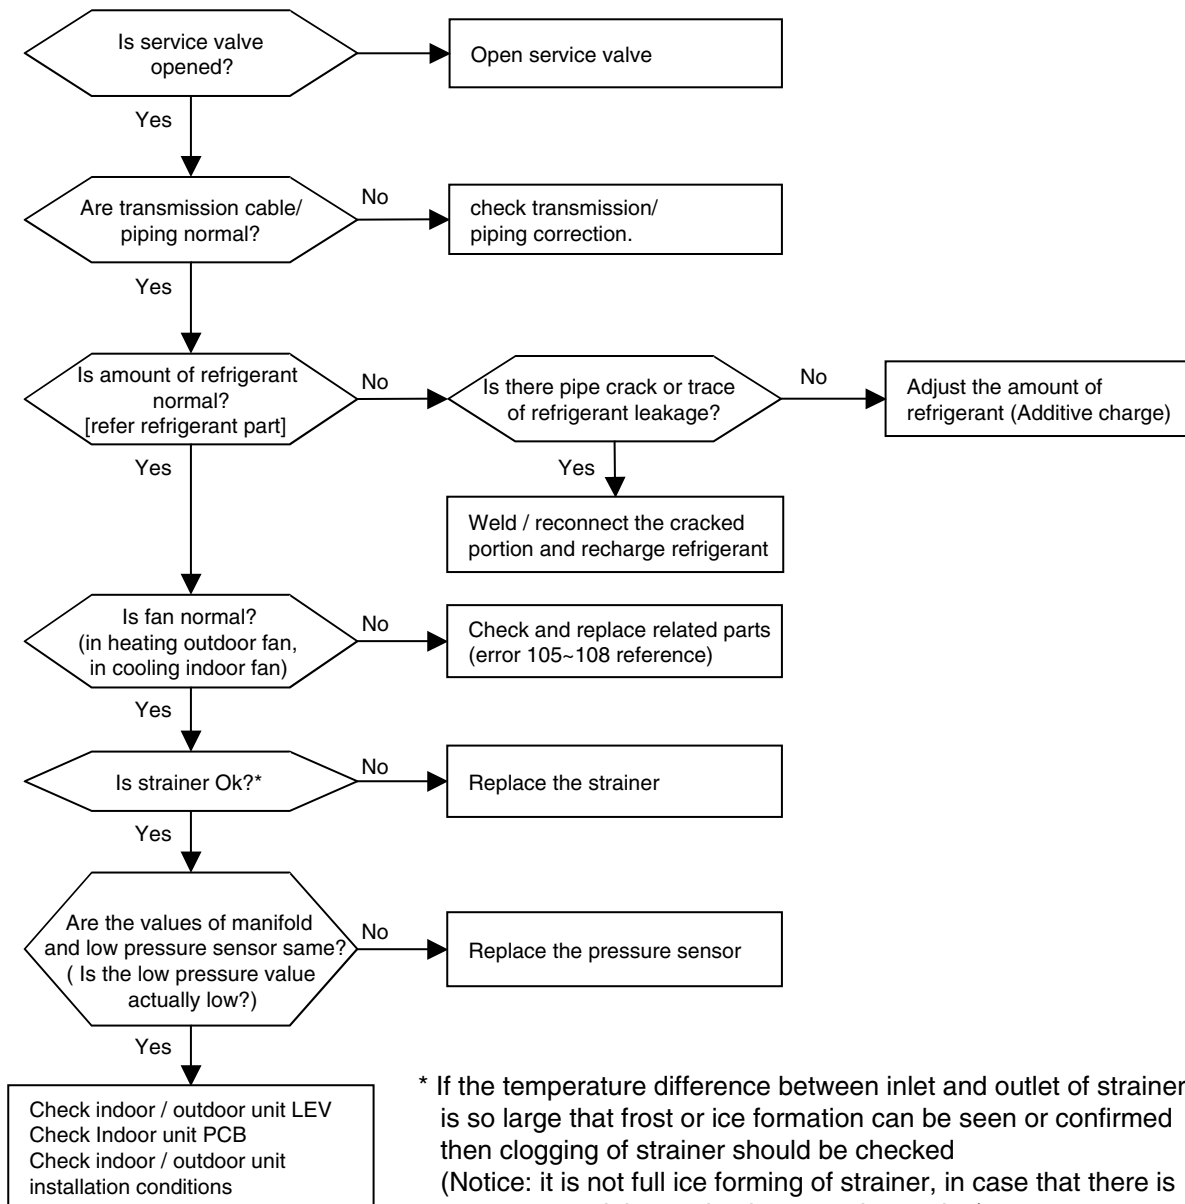 Is service valve
opened?
Open service valve
Yes
Are transmission cable/
piping normal?
No
check transmission/
piping correction.
Yes
Is amount of refrigerant
normal?
[refer refrigerant part]
No
Is there pipe crack or trace
of refrigerant leakage?
No
Adjust the amount of
refrigerant (Additive charge)
Yes
Yes
Weld / reconnect the cracked
portion and recharge refrigerant
Is fan normal?
(in heating outdoor fan,
in cooling indoor fan)
No
Check and replace related parts
(error 105~108 reference)
Yes
Is strainer Ok?*
No
Replace the strainer
Yes
Are the values of manifold
and low pressure sensor same?
( Is the low pressure value
actually low?)
No
Replace the pressure sensor
Yes
Check indoor / outdoor unit LEV
Check Indoor unit PCB
Check indoor / outdoor unit
installation conditions
* If the temperature difference between inlet and outlet of strainer
is so large that frost or ice formation can be seen or confirmed
then clogging of strainer should be checked
(Notice: it is not full ice forming of strainer, in case that there is